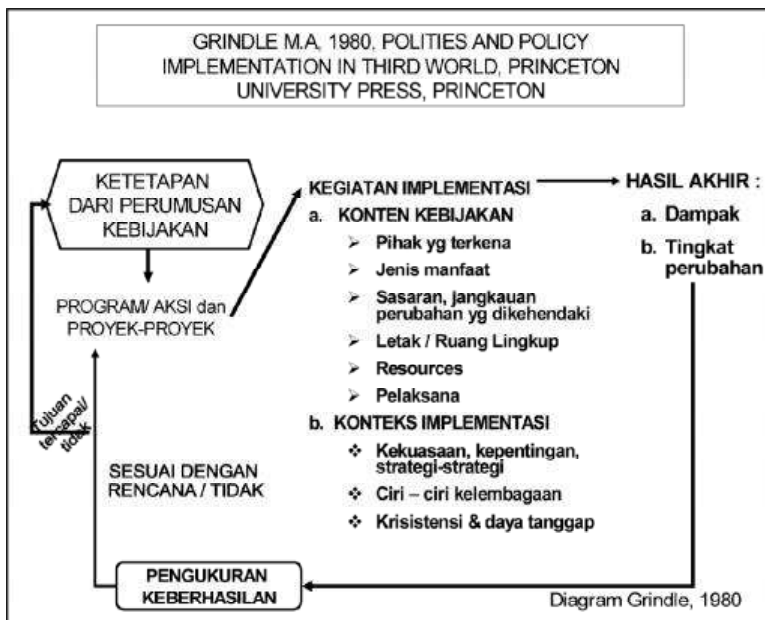 GRINDLE M.A, 1980, POLITIES AND POLICY
IMPLEMENTATION IN THIRD WORLD, PRINCETON
UNIVERSITY PRESS, PRINCETON
KETETAPAN
DARI PERUMUSAN
KEBIJAKAN
PROGRAM/ AKSI dan
PROYEK-PROYEK
KEGIATAN IMPLEMENTASI
a. KONTEN KEBIJAKAN
➢ Pihak yg terkena
➢ Jenis manfaat
➢ Sasaran, jangkauan
perubahan yg dikehendaki
➢ Letak / Ruang Lingkup
➢ Resources
➢ Pelaksana
b. KONTEKS IMPLEMENTASI
❖ Kekuasaan, kepentingan,
strategi-strategi
❖ Ciri – ciri kelembagaan
❖ Krisistensi & daya tanggap
HASIL AKHIR :
a. Dampak
b. Tingkat
perubahan
Tujuan
tercapai/
tidak
SESUAI DENGAN
RENCANA / TIDAK
PENGUKURAN
KEBERHASILAN
Diagram Grindle, 1980